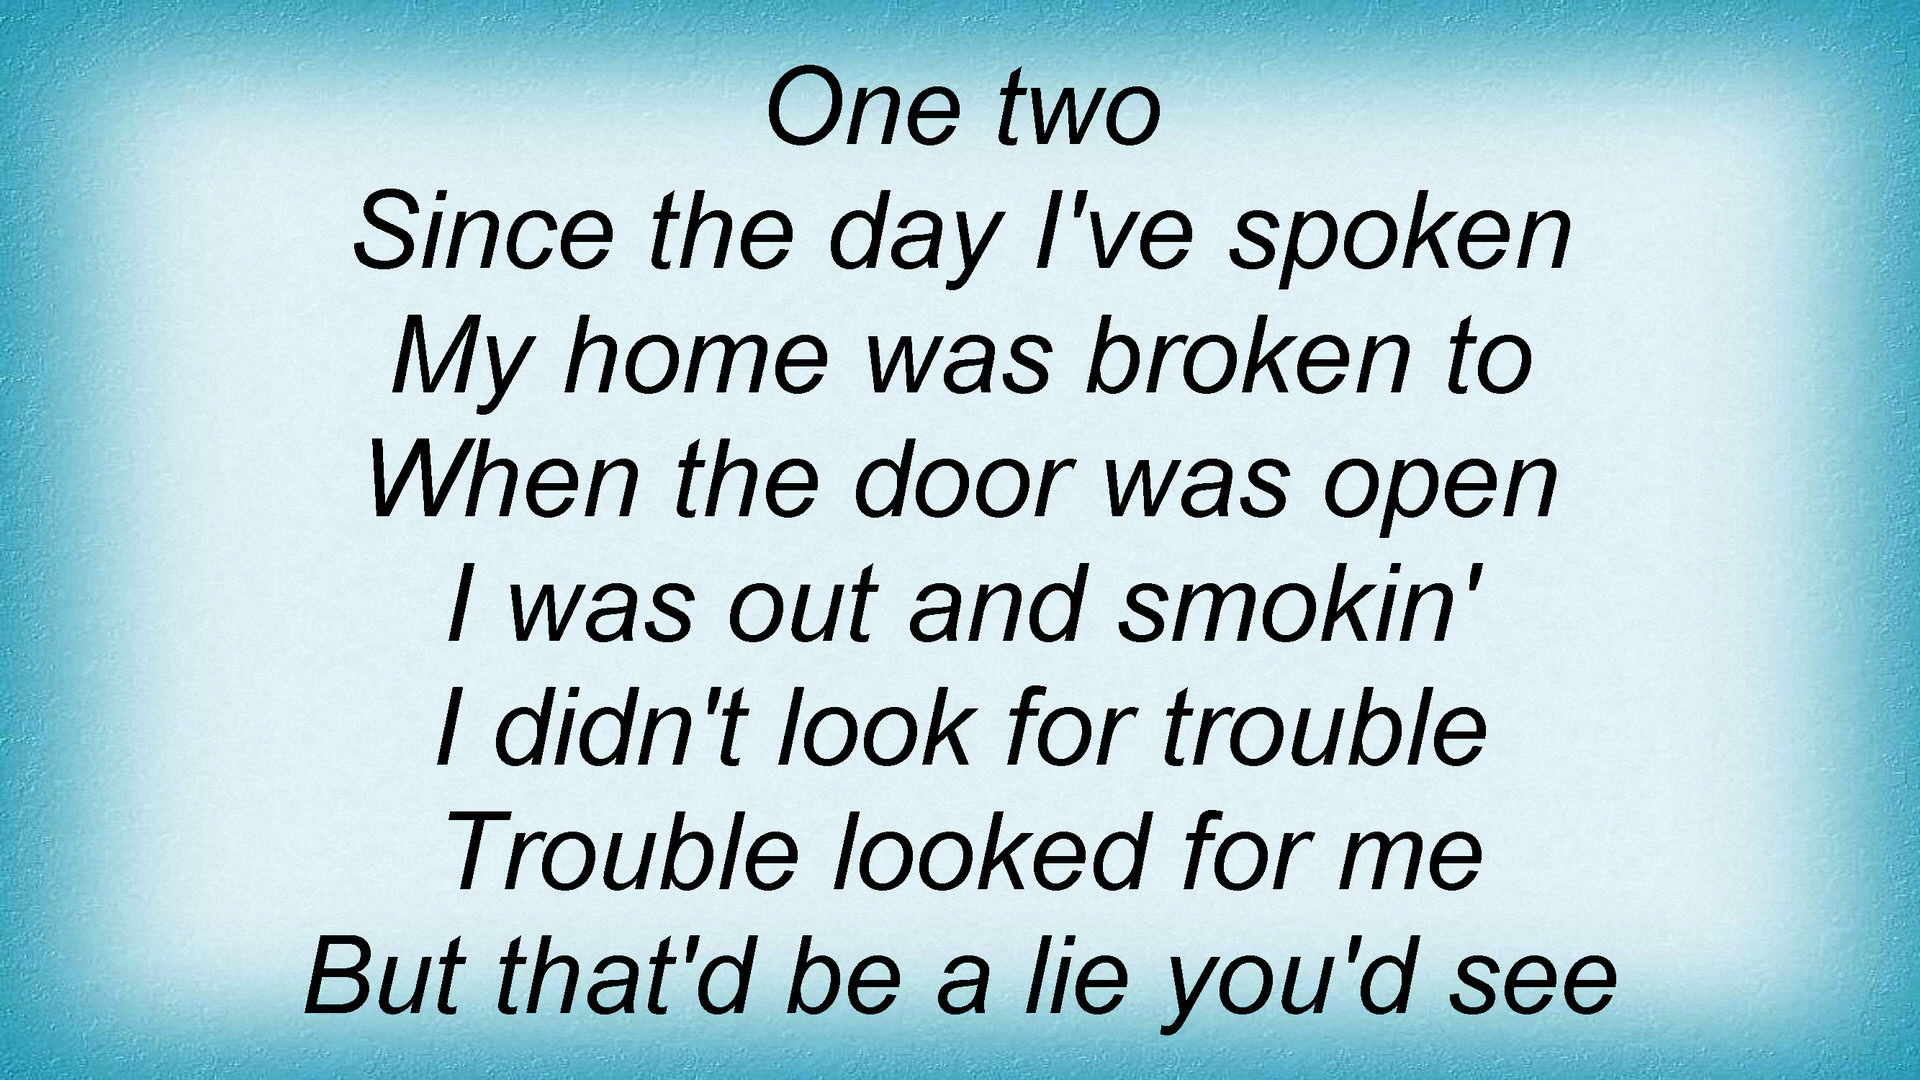 One two
Since the day I've spoken
My home was broken to
When the door was open
I was out and smokin'
I didn't look for trouble
Trouble looked for me
But that'd be a lie you'd see